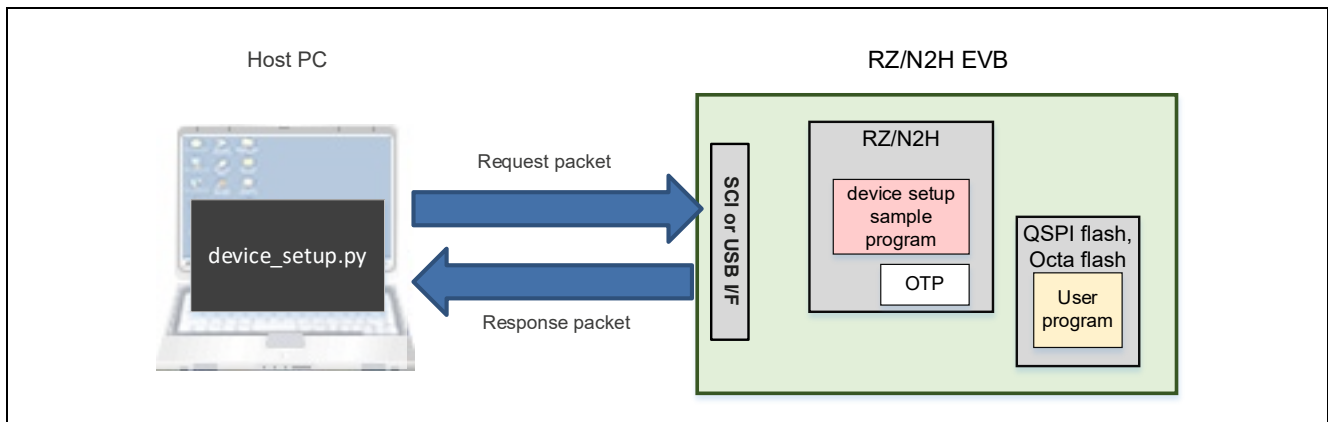 Host PC
RZ/N2H EVB
Request packet
device_setup.py
Response packet
SCI or USB I/F
RZ/N2H
device setup
sample
program
OTP
QSPI flash,
Octa flash
User
program